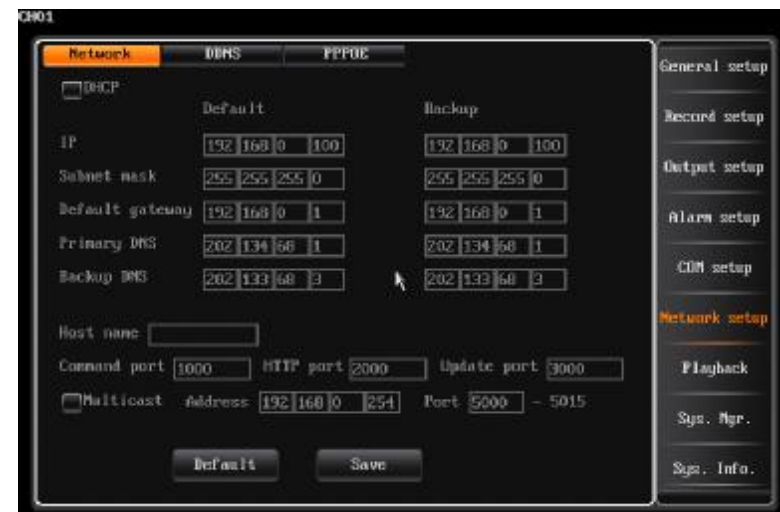 CH01
Network DDNS PPPOE
DHCP
Default Backup
IP 192 168 0 100 192 168 0 100
Subnet mask 255 255 255 0 255 255 255 0
Default gateway 192 168 0 1 192 168 0 1
Primary DNS 202 134 68 1 202 134 68 1
Backup DNS 202 133 68 3 202 133 68 3
Host name
Command port 1000 HTTP port 2000 Update port 3000
Multicast Address 192 168 0 254 Port 5000 - 5015
Default Save
General setup
Record setup
Output setup
Alarm setup
COM setup
Network setup
Playback
Sys. Mgr.
Sys. Info.